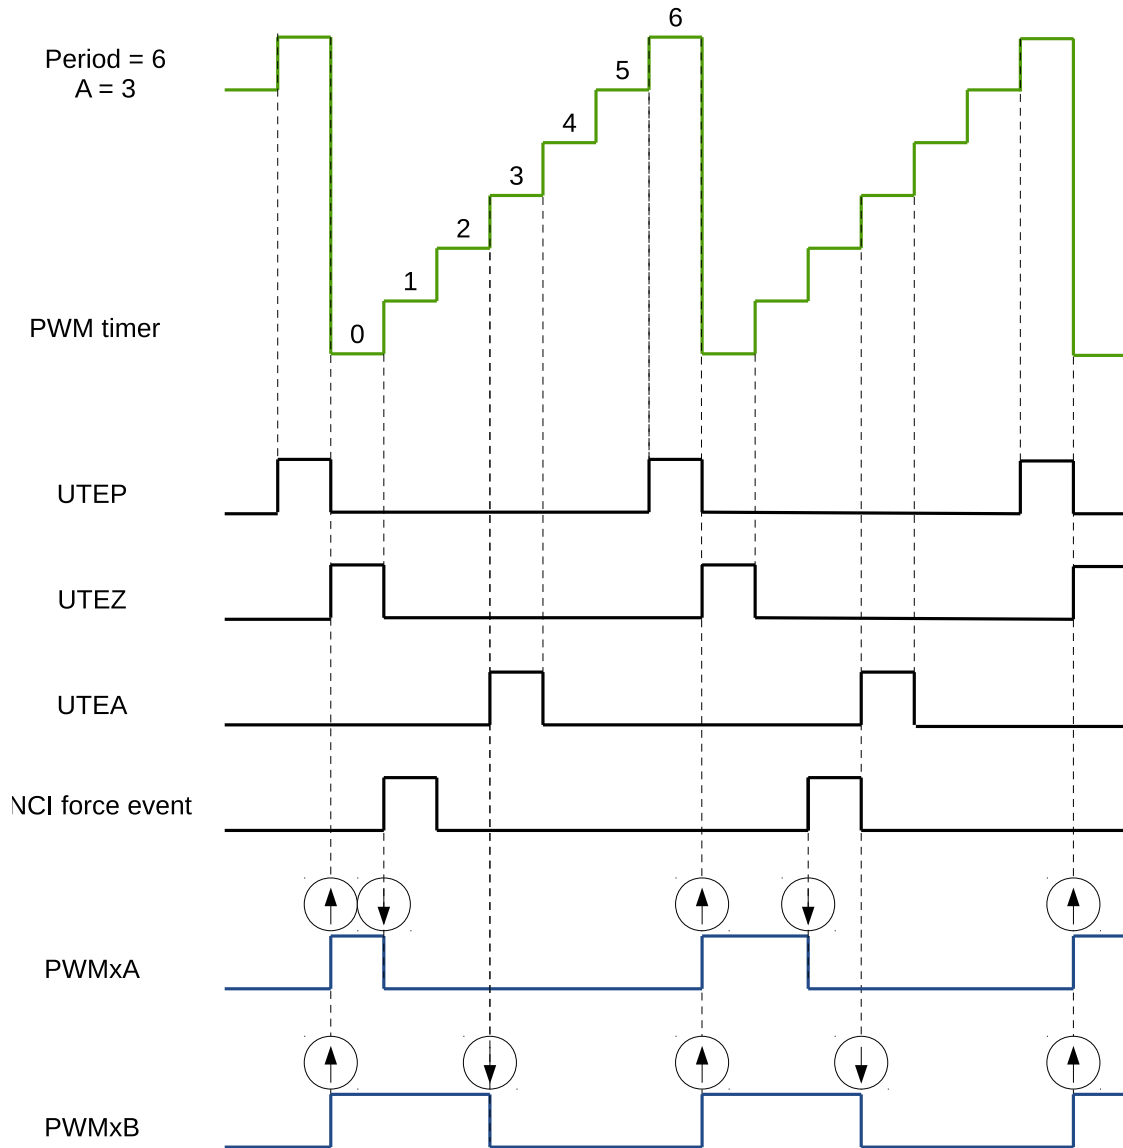 6
Period = 6
A = 3
5
4
3
2
1
PWM timer
0
UTEP
UTEZ
UTEA
NCI force event
PWMxA
PWMxB